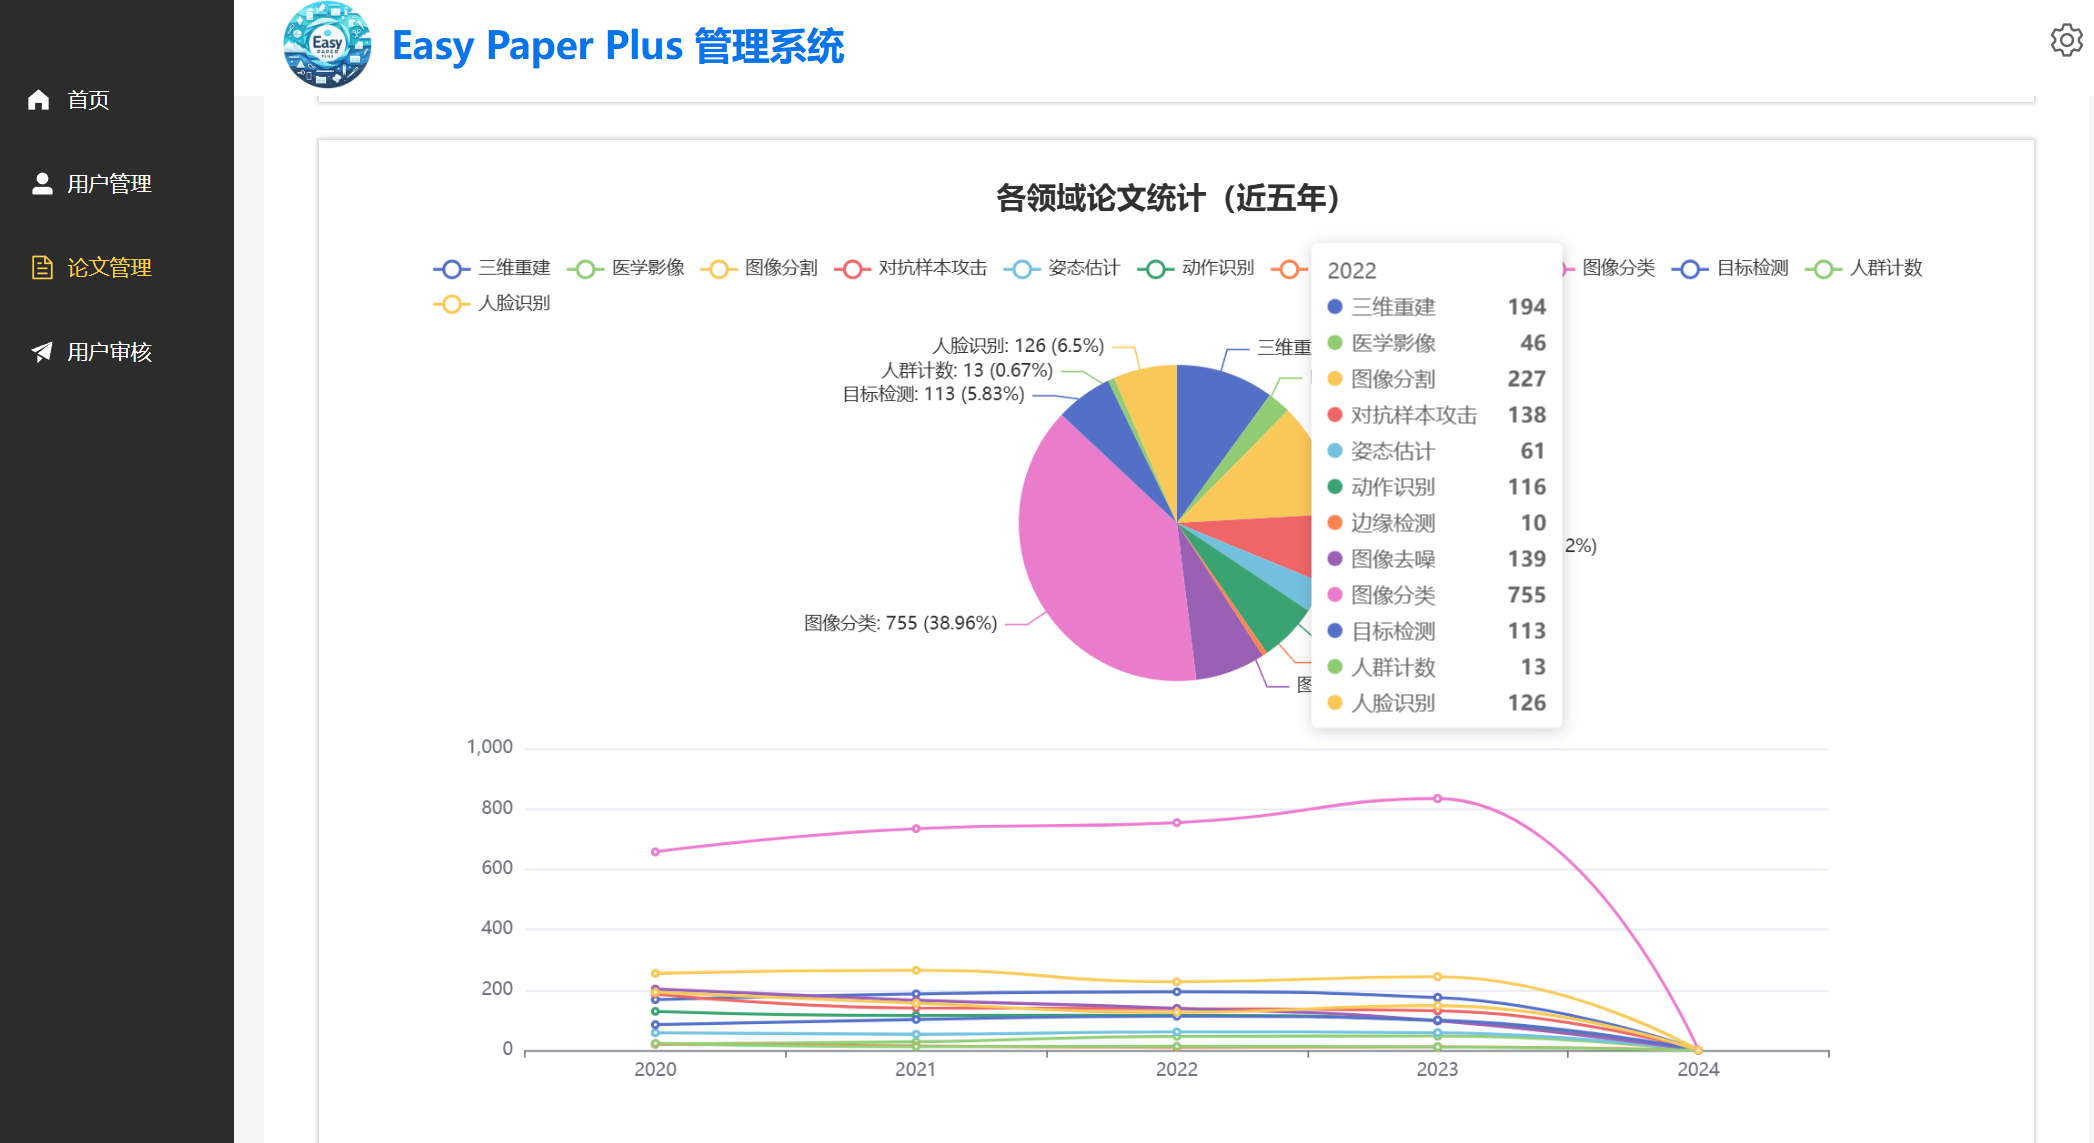 Easy
PAPER
PLUS
Easy Paper Plus 管理系统
首页
用户管理
论文管理
用户审核
各领域论文统计（近五年）
三维重建 医学影像 图像分割 对抗样本攻击 姿态估计 动作识别 图像分类 目标检测 人群计数
人脸识别
2022
三维重建 194
医学影像 46
图像分割 227
对抗样本攻击 138
姿态估计 61
动作识别 116
边缘检测 10
图像去噪 139
图像分类 755
目标检测 113
人群计数 13
人脸识别 126
人脸识别: 126 (6.5%)
三维重
人群计数: 13 (0.67%)
目标检测: 113 (5.83%)
2%)
图像分类: 755 (38.96%)
图
1,000
800
600
400
200
0
2020 2021 2022 2023 2024